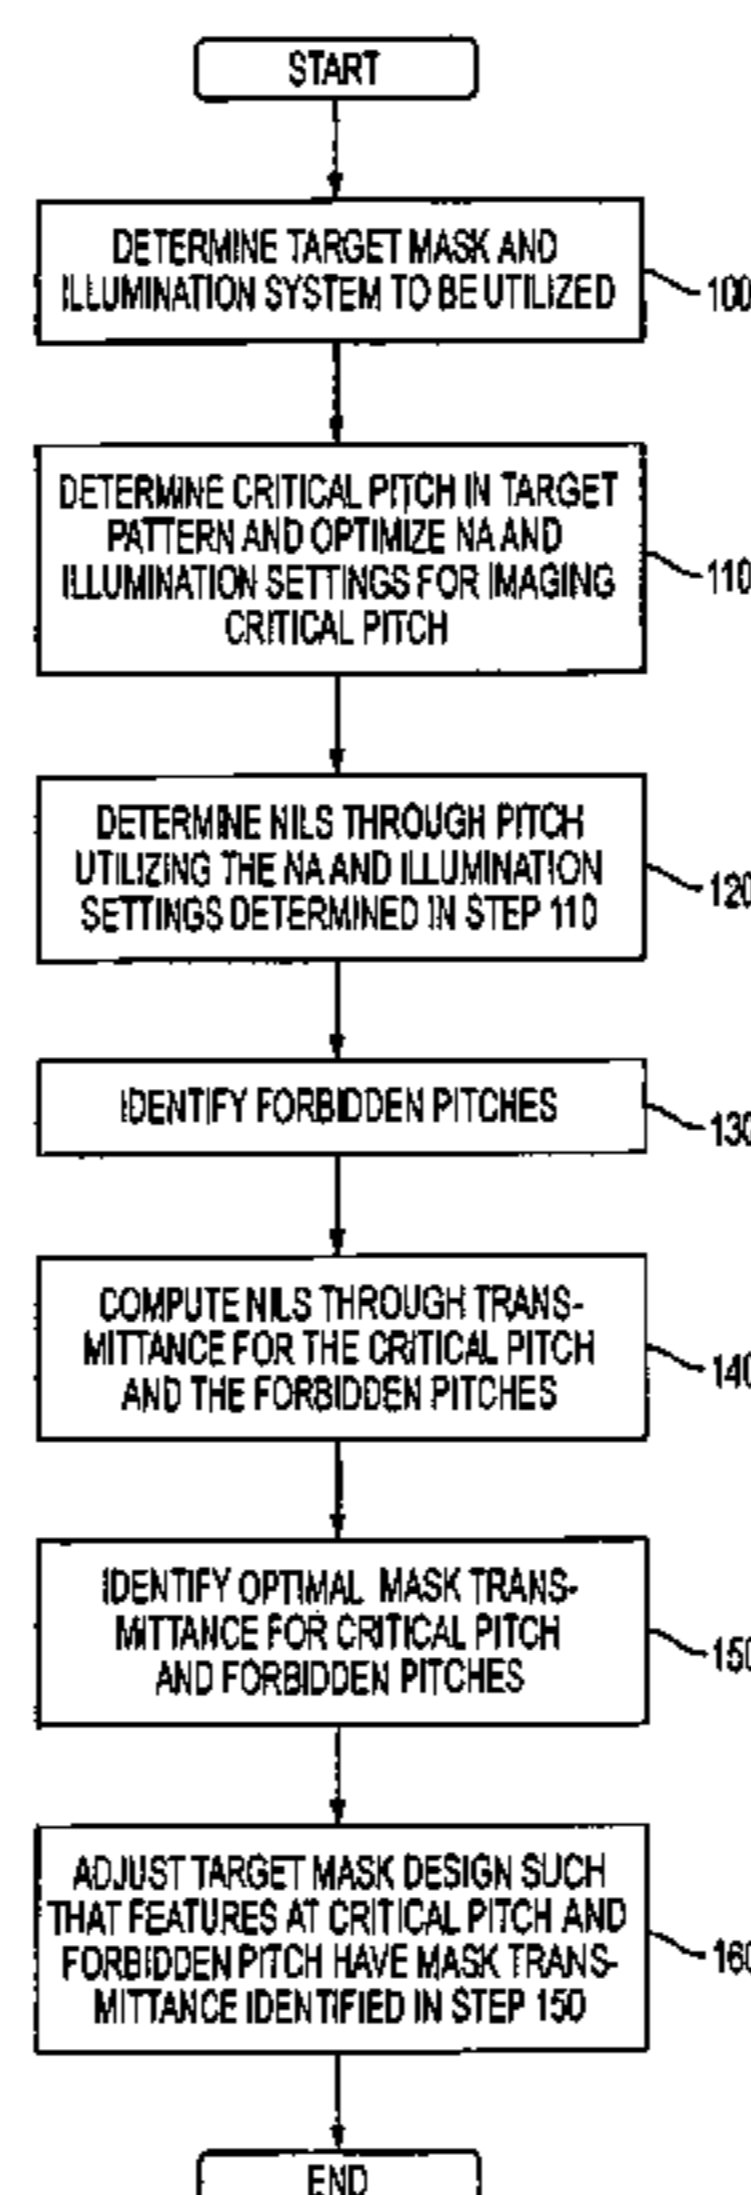 START
DETERMINE TARGET MASK AND
ILLUMINATION SYSTEM TO BE UTILIZED
100
DETERMINE CRITICAL PITCH IN TARGET
PATTERN AND OPTIMIZE NA AND
ILLUMINATION SETTINGS FOR IMAGING
CRITICAL PITCH
110
DETERMINE NILS THROUGH PITCH
UTILIZING THE NA AND ILLUMINATION
SETTINGS DETERMINED IN STEP 110
120
IDENTIFY FORBIDDEN PITCHES
130
COMPUTE NILS THROUGH TRANS-
MITTANCE FOR THE CRITICAL PITCH
AND THE FORBIDDEN PITCHES
140
IDENTIFY OPTIMAL MASK TRANS-
MITTANCE FOR CRITICAL PITCH
AND FORBIDDEN PITCHES
150
ADJUST TARGET MASK DESIGN SUCH
THAT FEATURES AT CRITICAL PITCH AND
FORBIDDEN PITCH HAVE MASK TRANS-
MITTANCE IDENTIFIED IN STEP 150
160
END